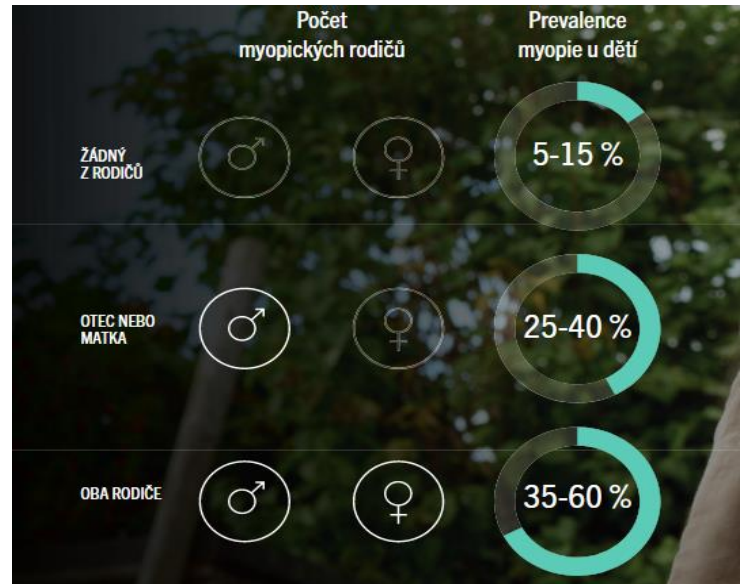 Počet
myopických rodičů
Prevalence
myopie u dětí
ŽÁDNÝ
Z RODIČŮ
5-15 %
OTEC NEBO
MATKA
25-40 %
OBA RODIČE
35-60 %